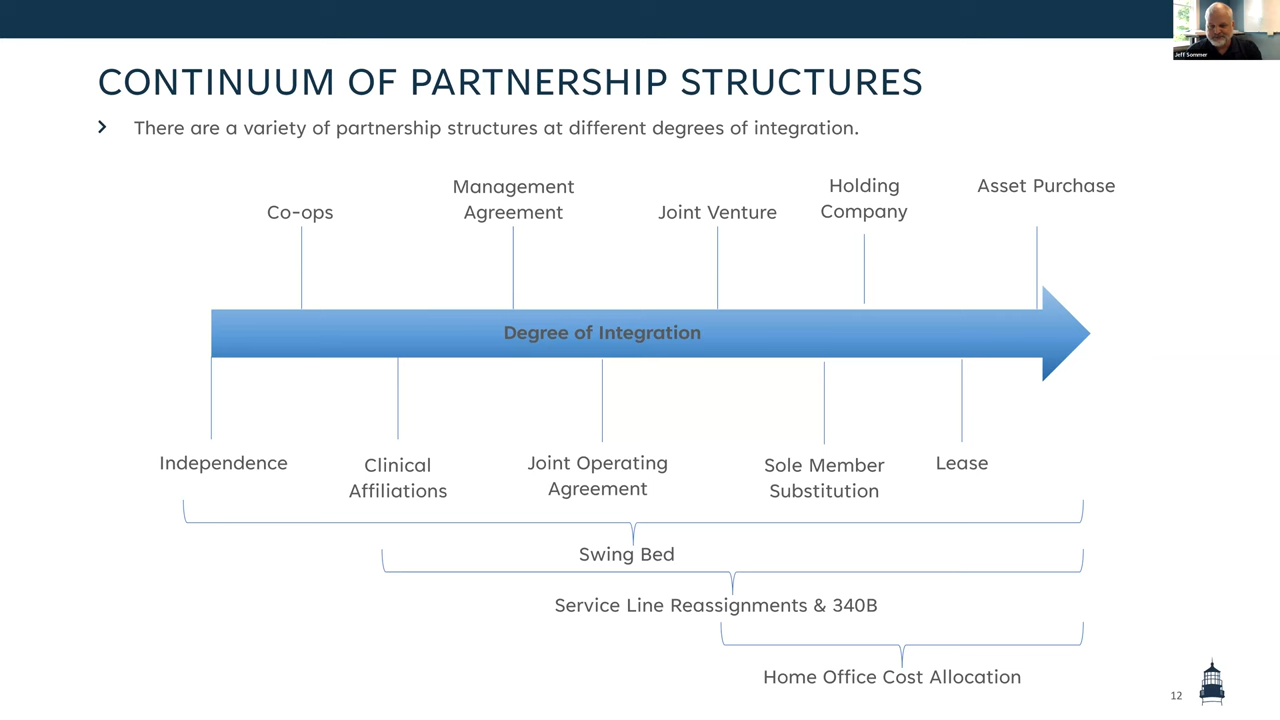 Jeff Sommer
CONTINUUM OF PARTNERSHIP STRUCTURES
There are a variety of partnership structures at different degrees of integration.
Co-ops
Management
Agreement
Joint Venture
Holding
Company
Asset Purchase
Degree of Integration
Independence
Clinical
Affiliations
Joint Operating
Agreement
Sole Member
Substitution
Lease
Swing Bed
Service Line Reassignments & 340B
Home Office Cost Allocation
12